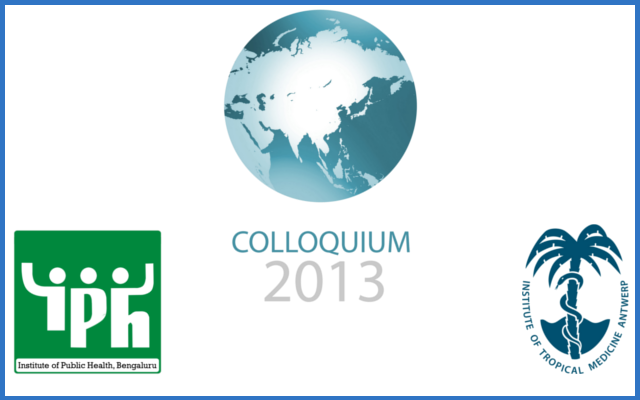 COLLOQUIUM
2013
iph
Institute of Public Health, Bengaluru
INSTITUTE OF TROPICAL MEDICINE ANTWERP